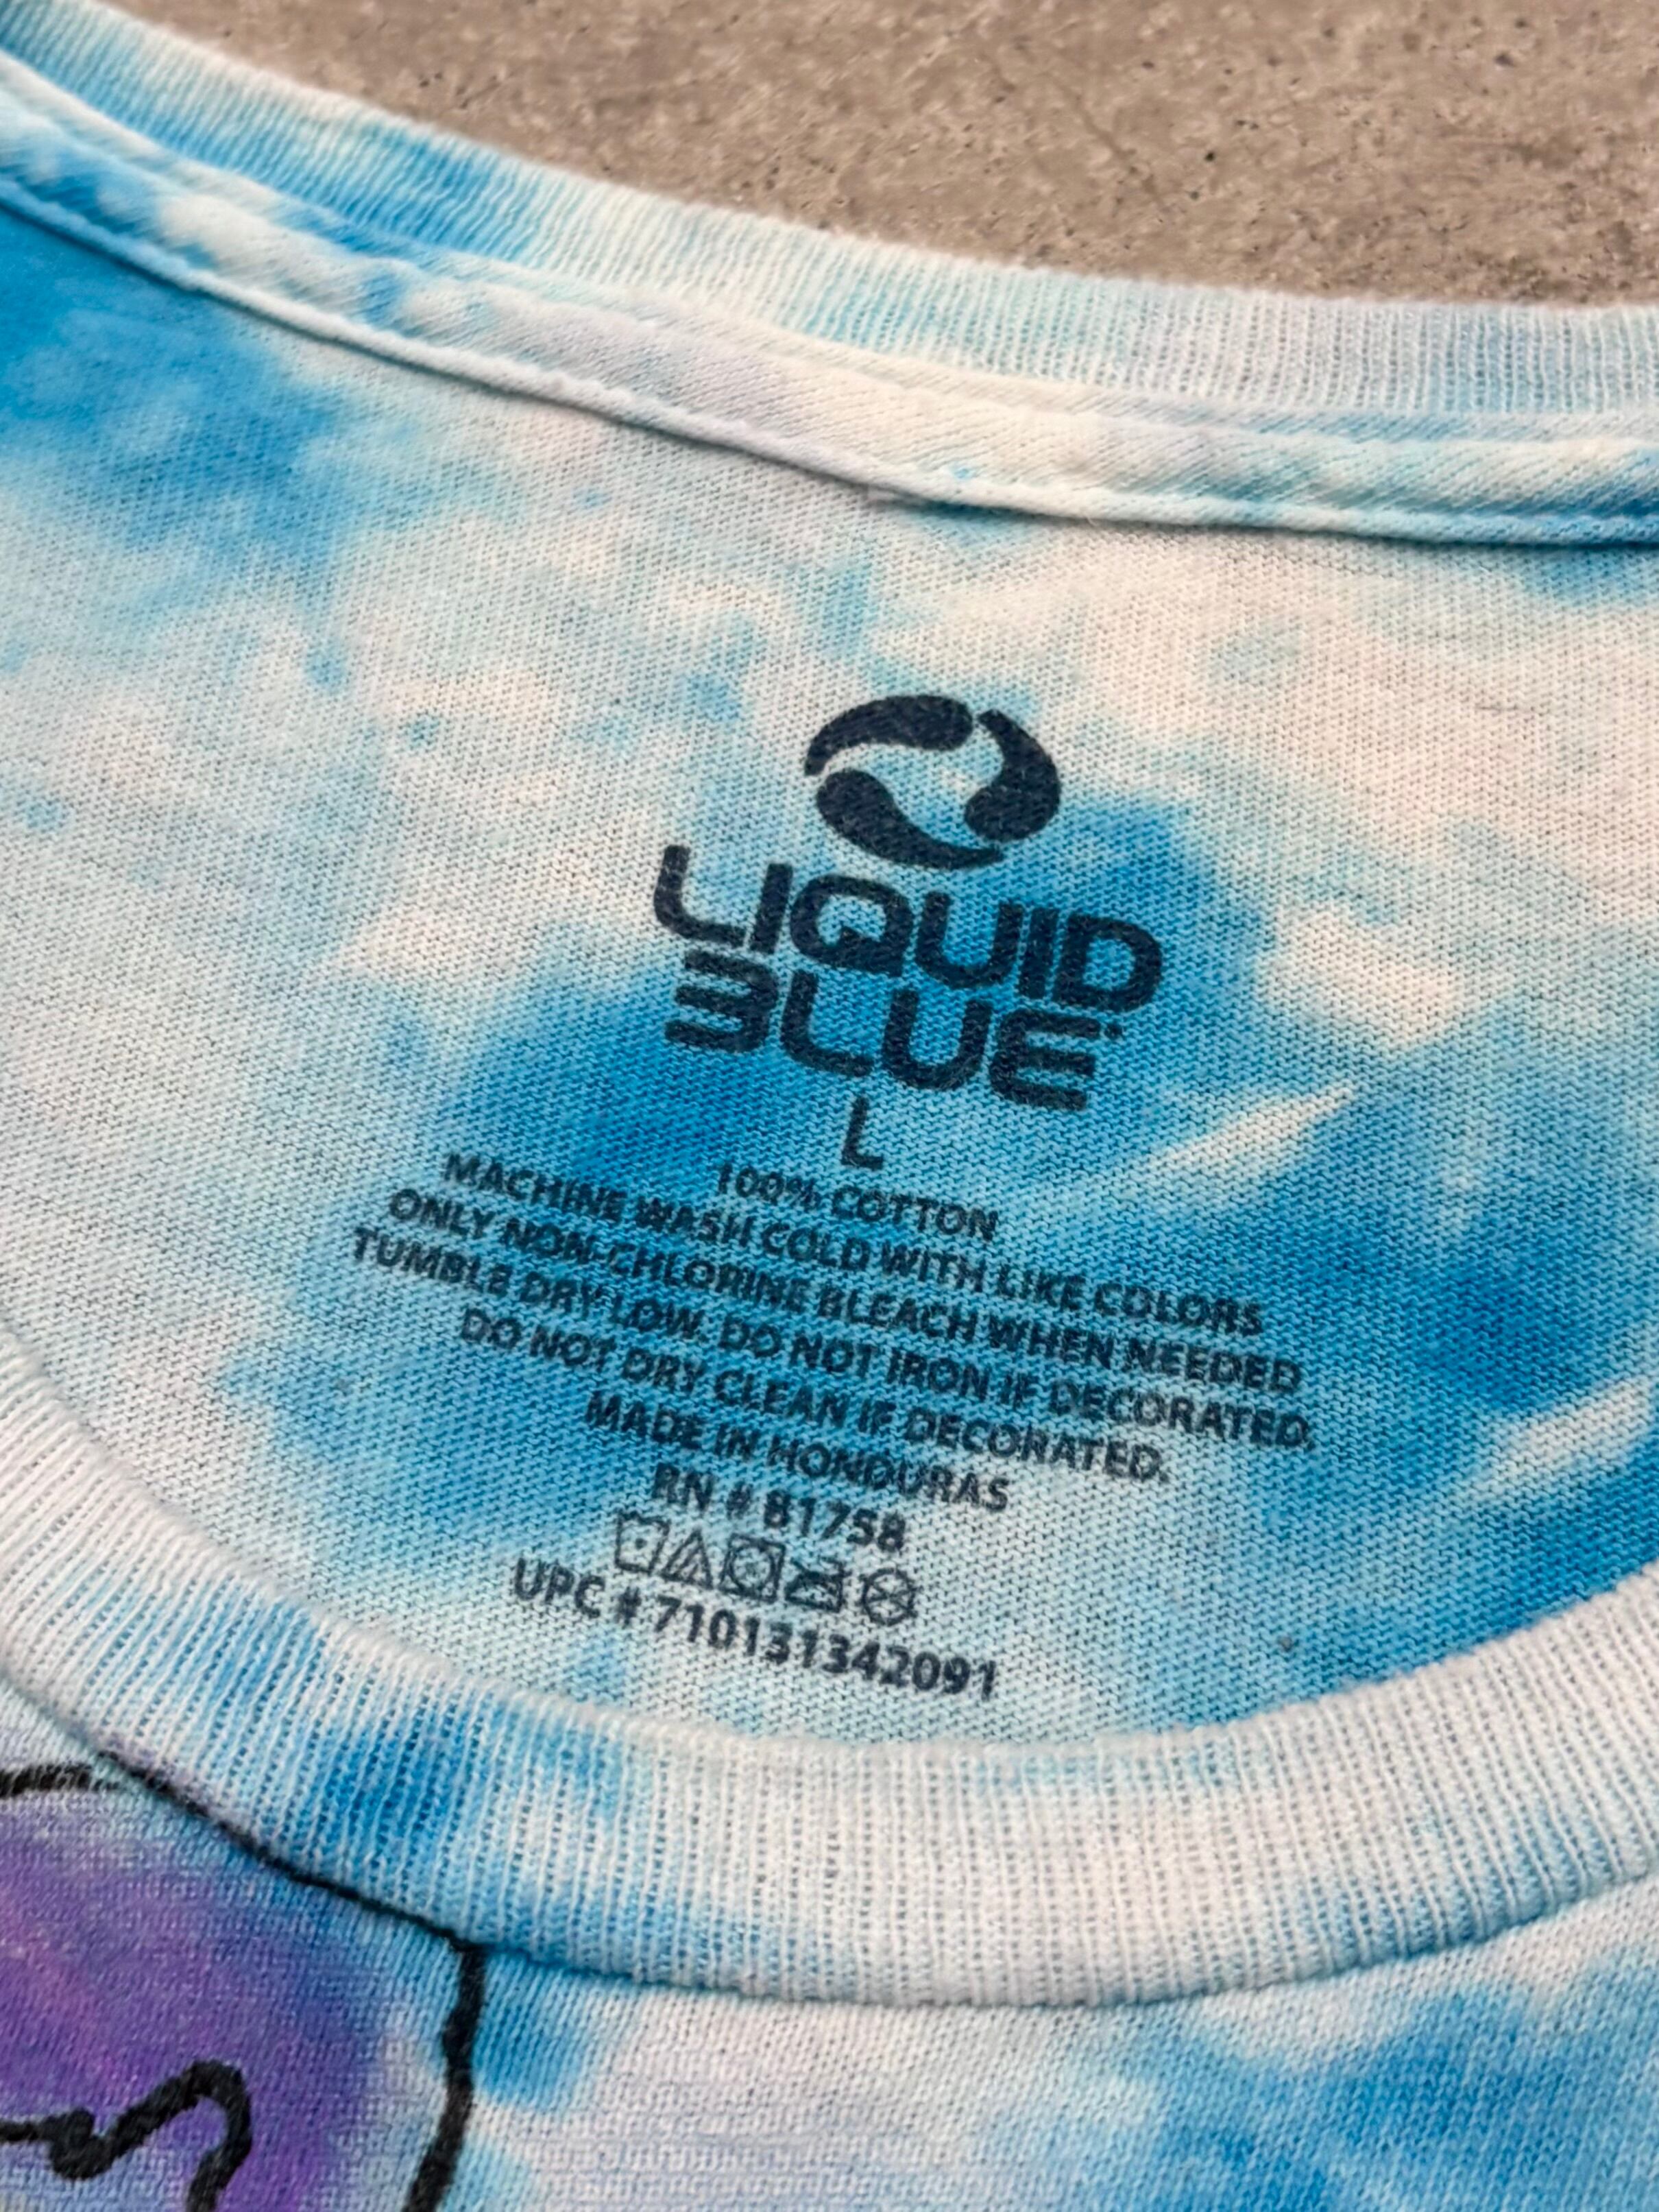 LIQUID
BLUE
L
100% COTTON
MACHINE WASH COLD WITH LIKE COLORS
ONLY NON-CHLORINE BLEACH WHEN NEEDED
TUMBLE DRY LOW. DO NOT IRON IF DECORATED.
DO NOT DRY CLEAN IF DECORATED.
MADE IN HONDURAS
RN # 81758
UPC # 710131342091